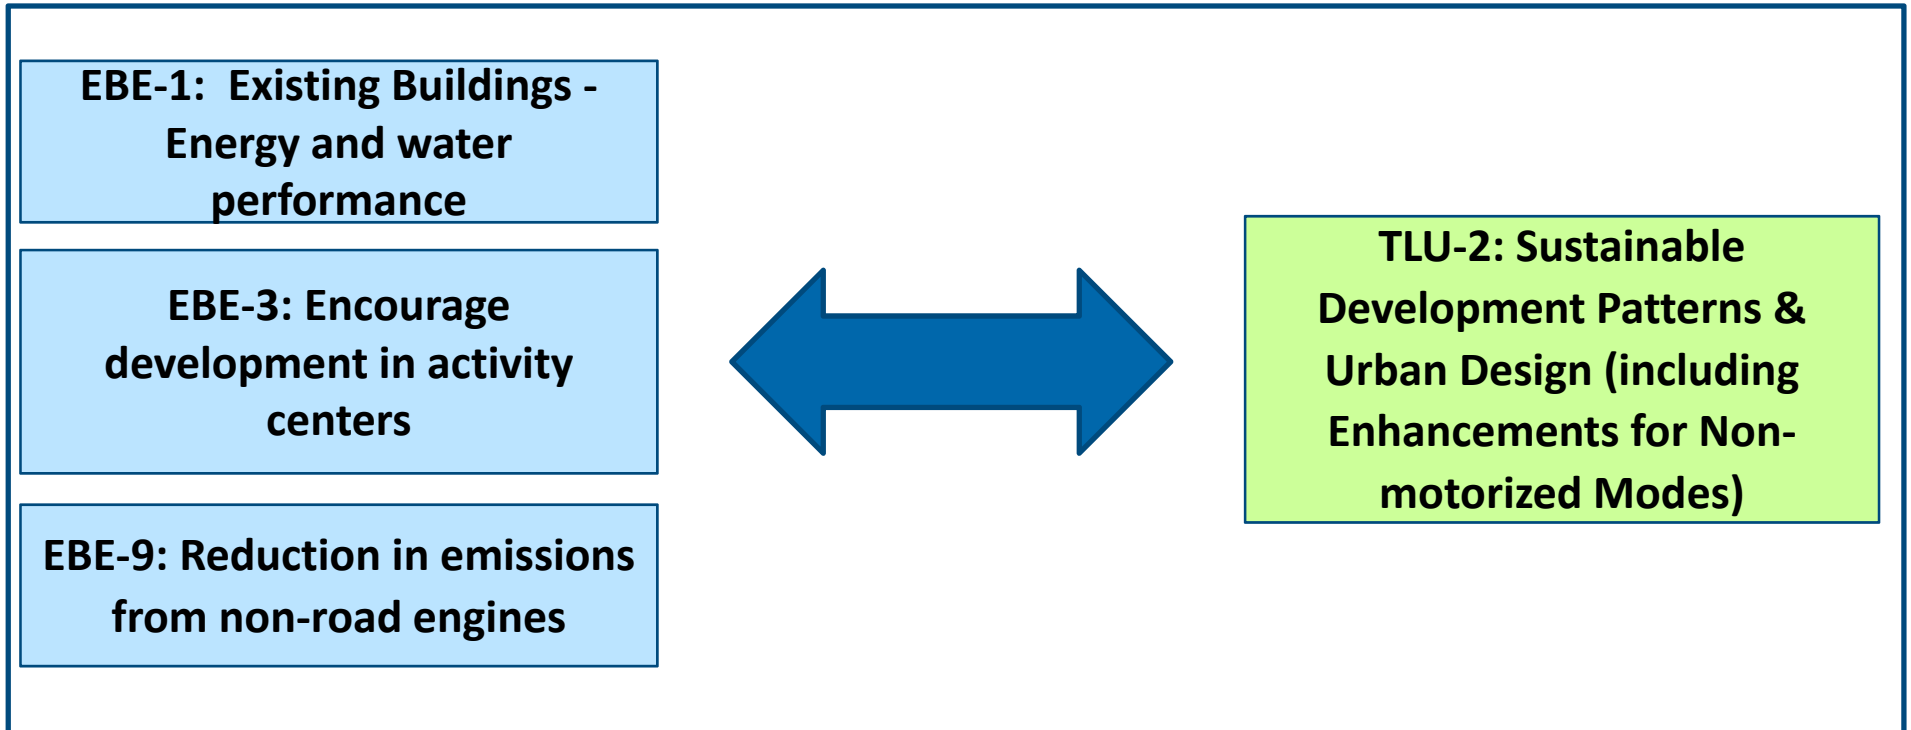 EBE-1:  Existing Buildings -
Energy and water
performance
EBE-3: Encourage
development in activity
centers
EBE-9: Reduction in emissions
from non-road engines
TLU-2: Sustainable
Development Patterns &
Urban Design (including
Enhancements for Non-
motorized Modes)